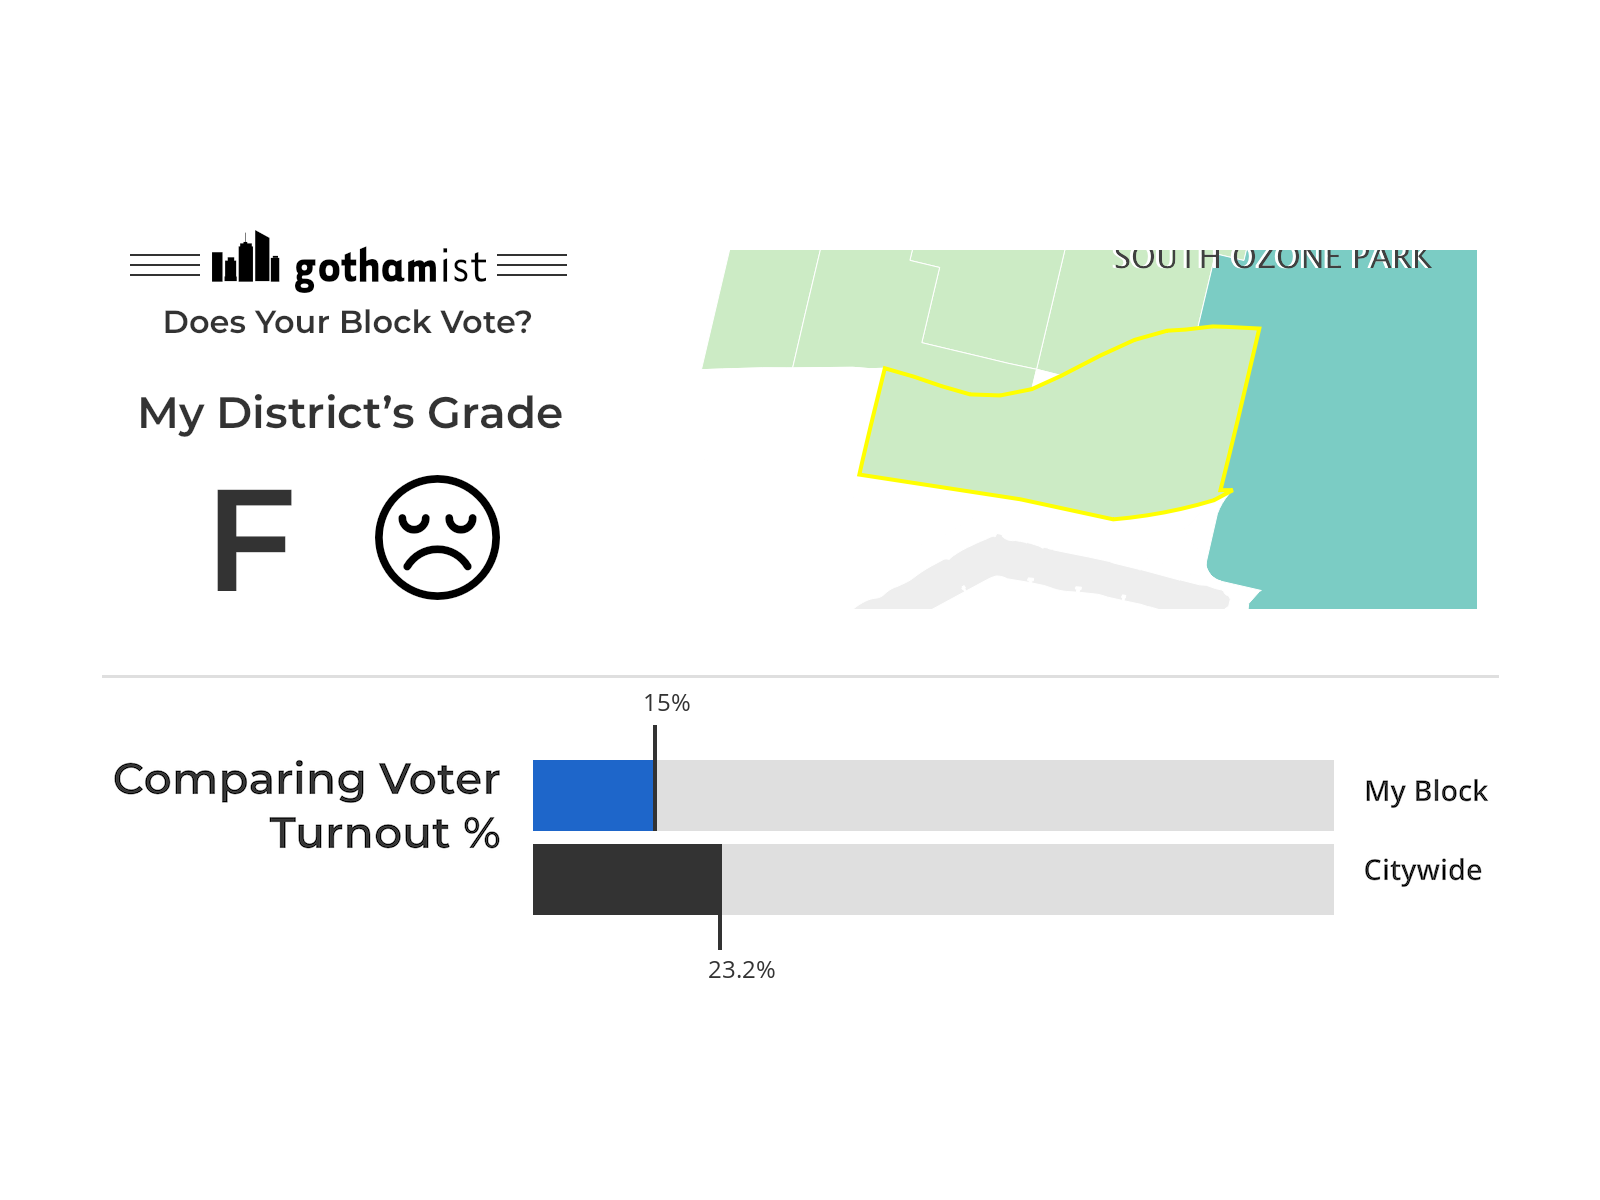 gothamist
Does Your Block Vote?
My District’s Grade
F
SOUTH OZONE PARK
15%
Comparing Voter
Turnout %
My Block
Citywide
23.2%